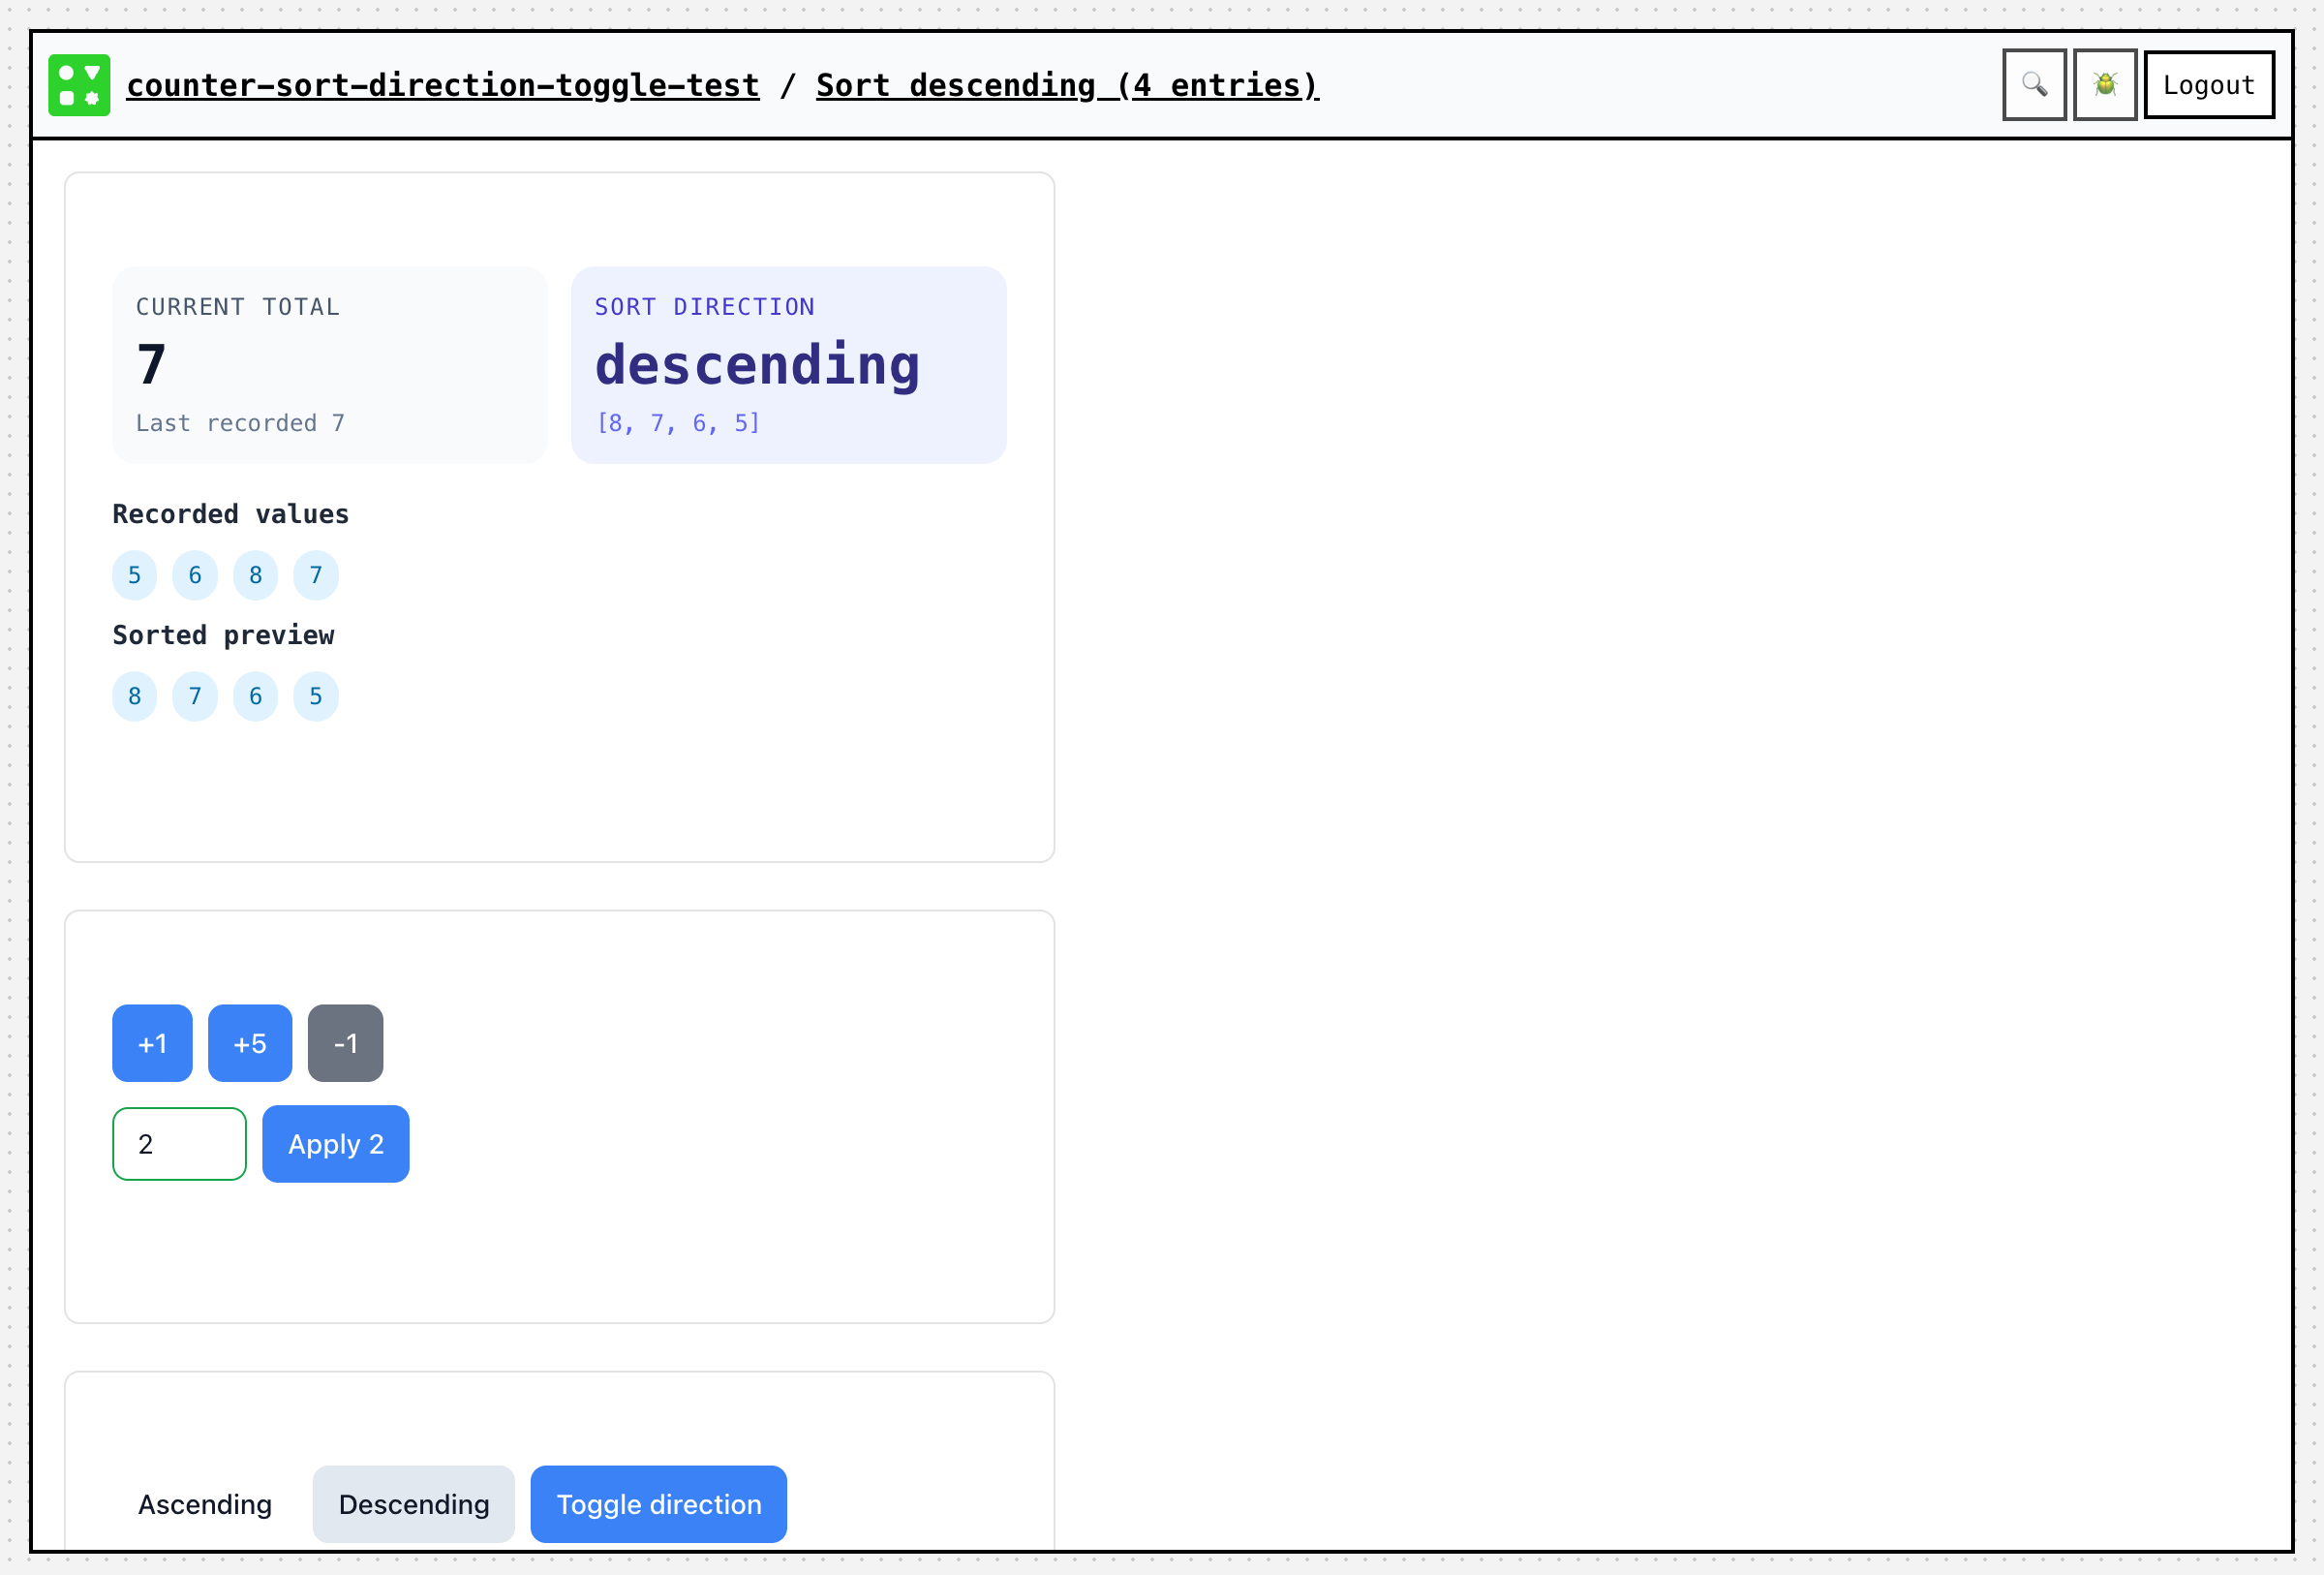 counter-sort-direction-toggle-test / Sort descending (4 entries)
Logout
CURRENT TOTAL
7
Last recorded 7
SORT DIRECTION
descending
[8, 7, 6, 5]
Recorded values
5 6 8 7
Sorted preview
8 7 6 5
+1 +5 -1
2 Apply 2
Ascending Descending Toggle direction